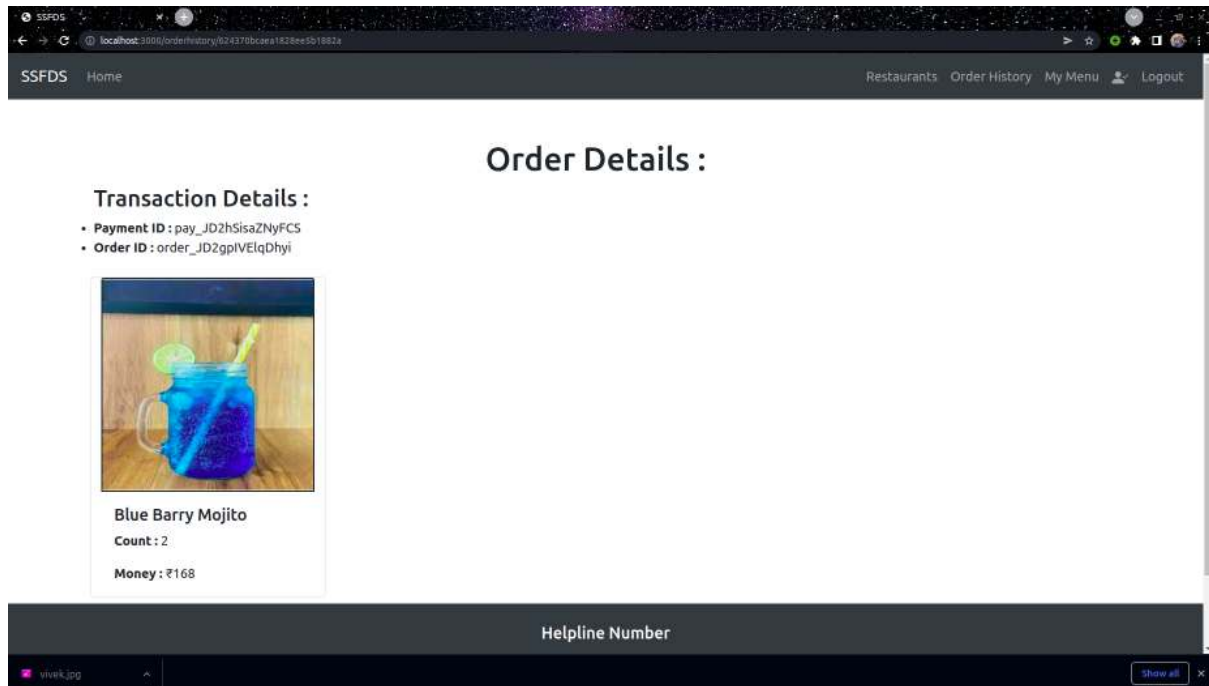 SSFDS
localhost:3000/orderhistory/624370bcaea1828ee5b1882a
SSFDS Home Restaurants Order History My Menu Logout
Order Details :
Transaction Details :
Payment ID : pay_JD2hSisaZNyFCS
Order ID : order_JD2gpIVElqDhyi
Blue Barry Mojito
Count : 2
Money : ₹168
Helpline Number
vivek.jpg Show all